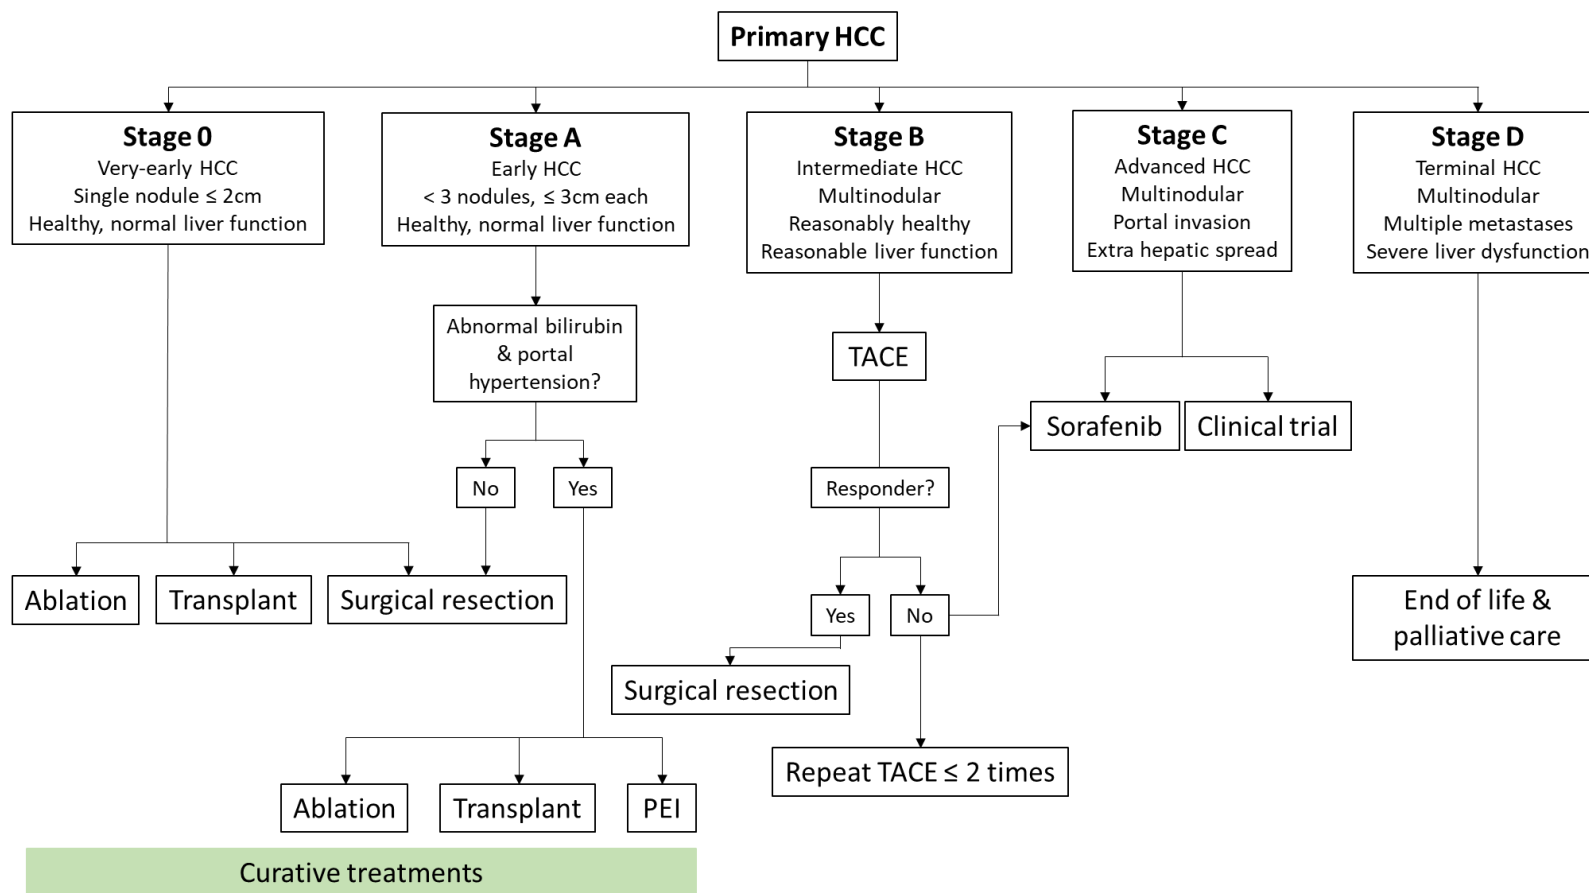 Primary HCC
Stage 0
Very-early HCC
Single nodule ≤ 2cm
Healthy, normal liver function
Stage A
Early HCC
< 3 nodules, ≤ 3cm each
Healthy, normal liver function
Stage B
Intermediate HCC
Multinodular
Reasonably healthy
Reasonable liver function
Stage C
Advanced HCC
Multinodular
Portal invasion
Extra hepatic spread
Stage D
Terminal HCC
Multinodular
Multiple metastases
Severe liver dysfunction
Abnormal bilirubin
& portal
hypertension?
TACE
Sorafenib
Clinical trial
No
Yes
Responder?
Ablation
Transplant
Surgical resection
Yes
No
End of life &
palliative care
Surgical resection
Repeat TACE ≤ 2 times
Ablation
Transplant
PEI
Curative treatments